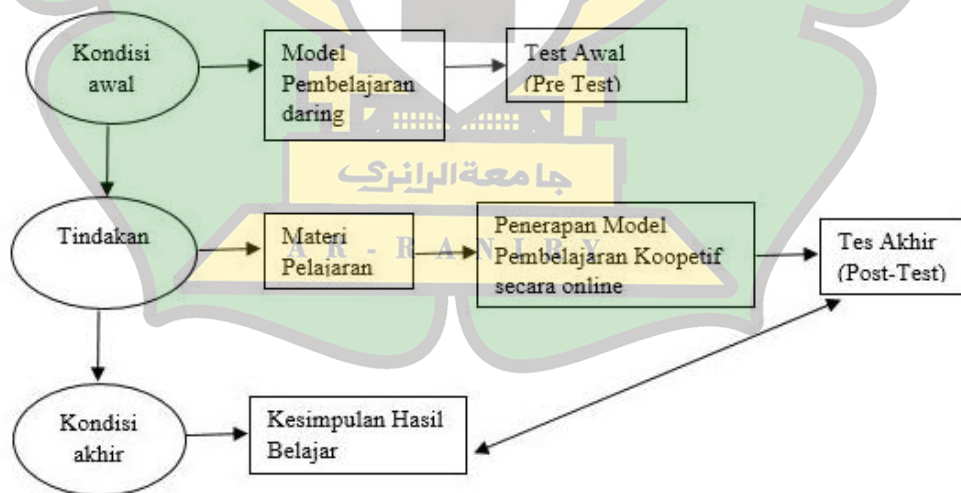 Kondisi
awal
Model
Pembelajaran
daring
Test Awal
(Pre Test)
جامعةالرانري
Tindakan
Materi
Pelajaran
A R - R A N I R Y
Penerapan Model
Pembelajaran Koopetif
secara online
Tes Akhir
(Post-Test)
Kondisi
akhir
Kesimpulan Hasil
Belajar